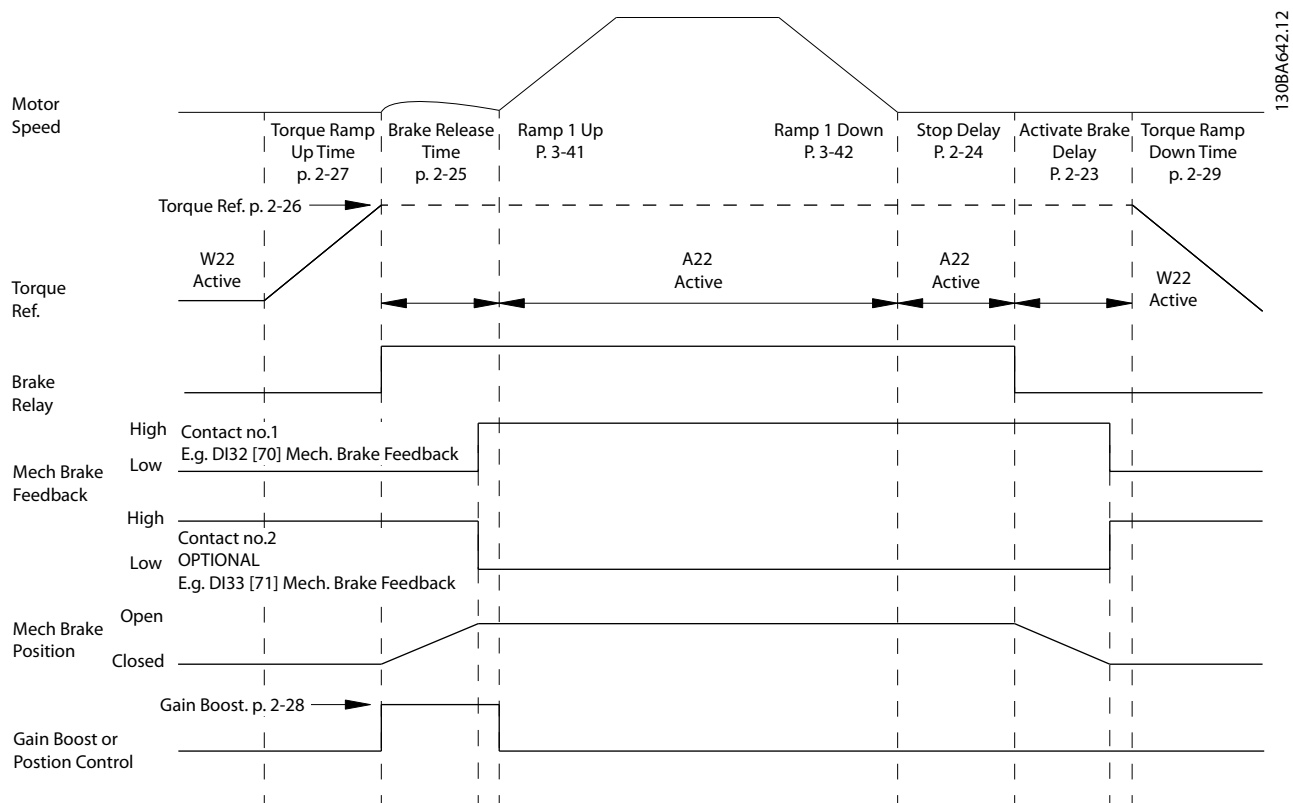 130BA642.12
Motor
Speed
Torque Ramp
Up Time
p. 2-27
Brake Release
Time
p. 2-25
Ramp 1 Up
P. 3-41
Ramp 1 Down
P. 3-42
Stop Delay
P. 2-24
Activate Brake
Delay
P. 2-23
Torque Ramp
Down Time
p. 2-29
Torque Ref. p. 2-26
W22
Active
A22
Active
A22
Active
W22
Active
Torque
Ref.
Brake
Relay
High
Contact no.1
E.g. DI32 [70] Mech. Brake Feedback
Low
Mech Brake
Feedback
High
Contact no.2
Low
OPTIONAL
E.g. DI33 [71] Mech. Brake Feedback
Open
Mech Brake
Position
Closed
Gain Boost. p. 2-28
Gain Boost or
Postion Control